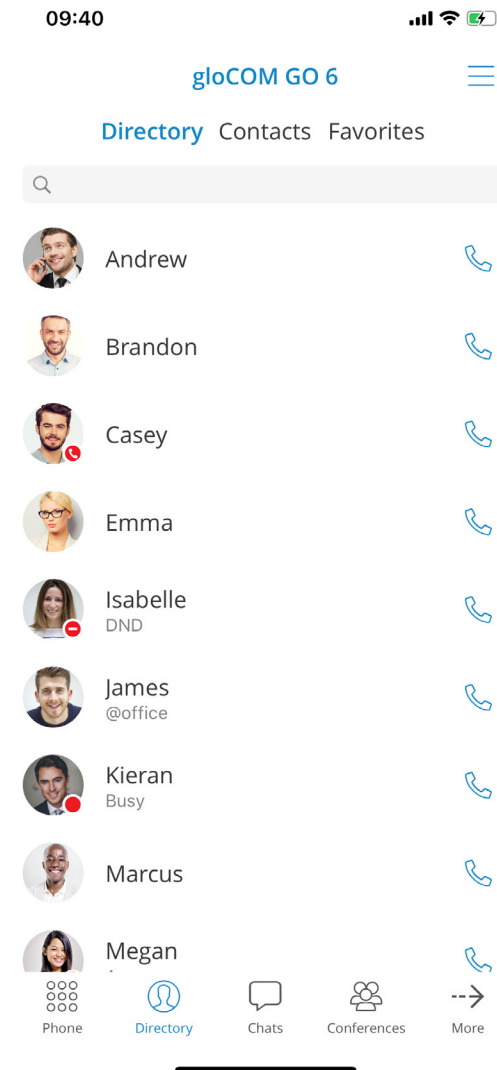 09:40
gloCOM GO 6
Directory Contacts Favorites
Andrew
Brandon
Casey
Emma
Isabelle
DND
James
@office
Kieran
Busy
Marcus
Megan
Phone Directory Chats Conferences More